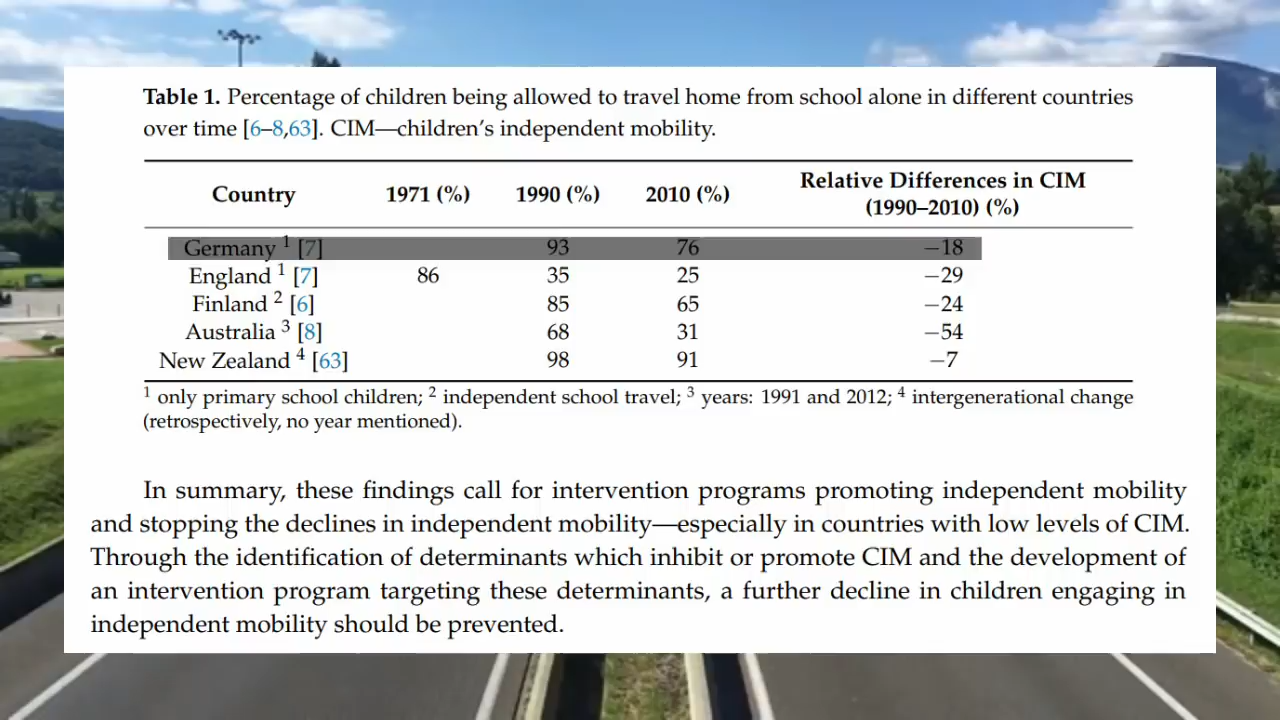 Table 1. Percentage of children being allowed to travel home from school alone in different countries
over time [6–8,63]. CIM—children's independent mobility.
Country 1971 (%) 1990 (%) 2010 (%) Relative Differences in CIM
(1990–2010) (%)
Germany 1 [7] 93 76 −18
England 1 [7] 86 35 25 −29
Finland 2 [6] 85 65 −24
Australia 3 [8] 68 31 −54
New Zealand 4 [63] 98 91 −7
1 only primary school children; 2 independent school travel; 3 years: 1991 and 2012; 4 intergenerational change
(retrospectively, no year mentioned).
In summary, these findings call for intervention programs promoting independent mobility
and stopping the declines in independent mobility—especially in countries with low levels of CIM.
Through the identification of determinants which inhibit or promote CIM and the development of
an intervention program targeting these determinants, a further decline in children engaging in
independent mobility should be prevented.